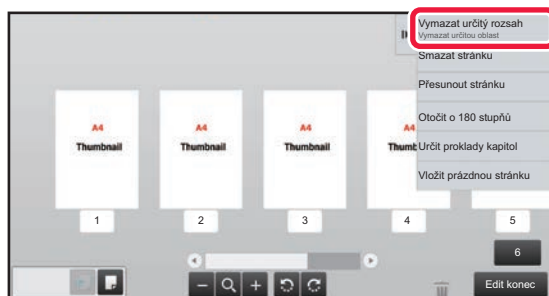 Vymazat určitý rozsah
Vymazat určitou oblast
Smazat stránku
Přesunout stránku
Otočit o 180 stupňů
Určit proklady kapitol
Vložit prázdnou stránku
A4
Thumbnail
A4
Thumbnail
A4
Thumbnail
A4
Thumb
1
2
3
4
5
6
Edit konec